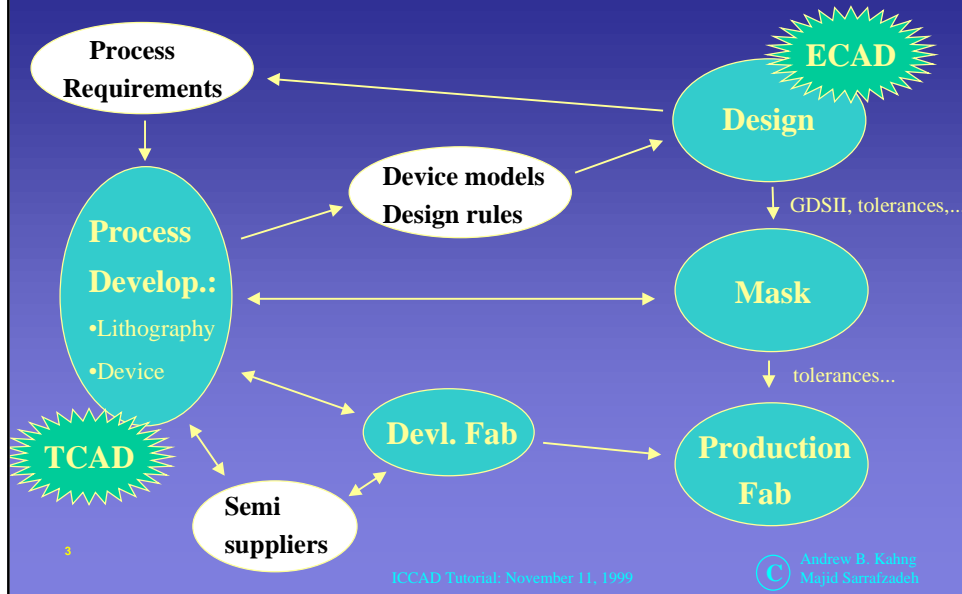 Process
Requirements
ECAD
Design
Device models
Design rules
GDSII, tolerances,...
Process
Develop.:
•Lithography
•Device
Mask
tolerances...
TCAD
Devl. Fab
Production
Fab
Semi
suppliers
3
ICCAD Tutorial: November 11, 1999
C
Andrew B. Kahng
Majid Sarrafzadeh